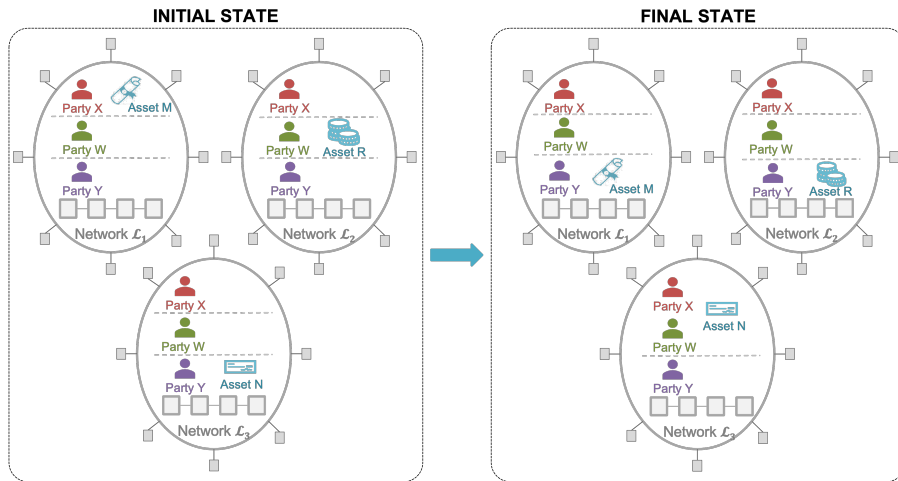 INITIAL STATE
Party X
Asset M
Party W
Party Y
Network ℒ₁
Party X
Party W
Asset R
Party Y
Network ℒ₂
Party X
Party W
Party Y
Asset N
Network ℒ₃
FINAL STATE
Party X
Party W
Party Y
Asset M
Network ℒ₁
Party X
Party W
Party Y
Asset R
Network ℒ₂
Party X
Asset N
Party W
Party Y
Network ℒ₃